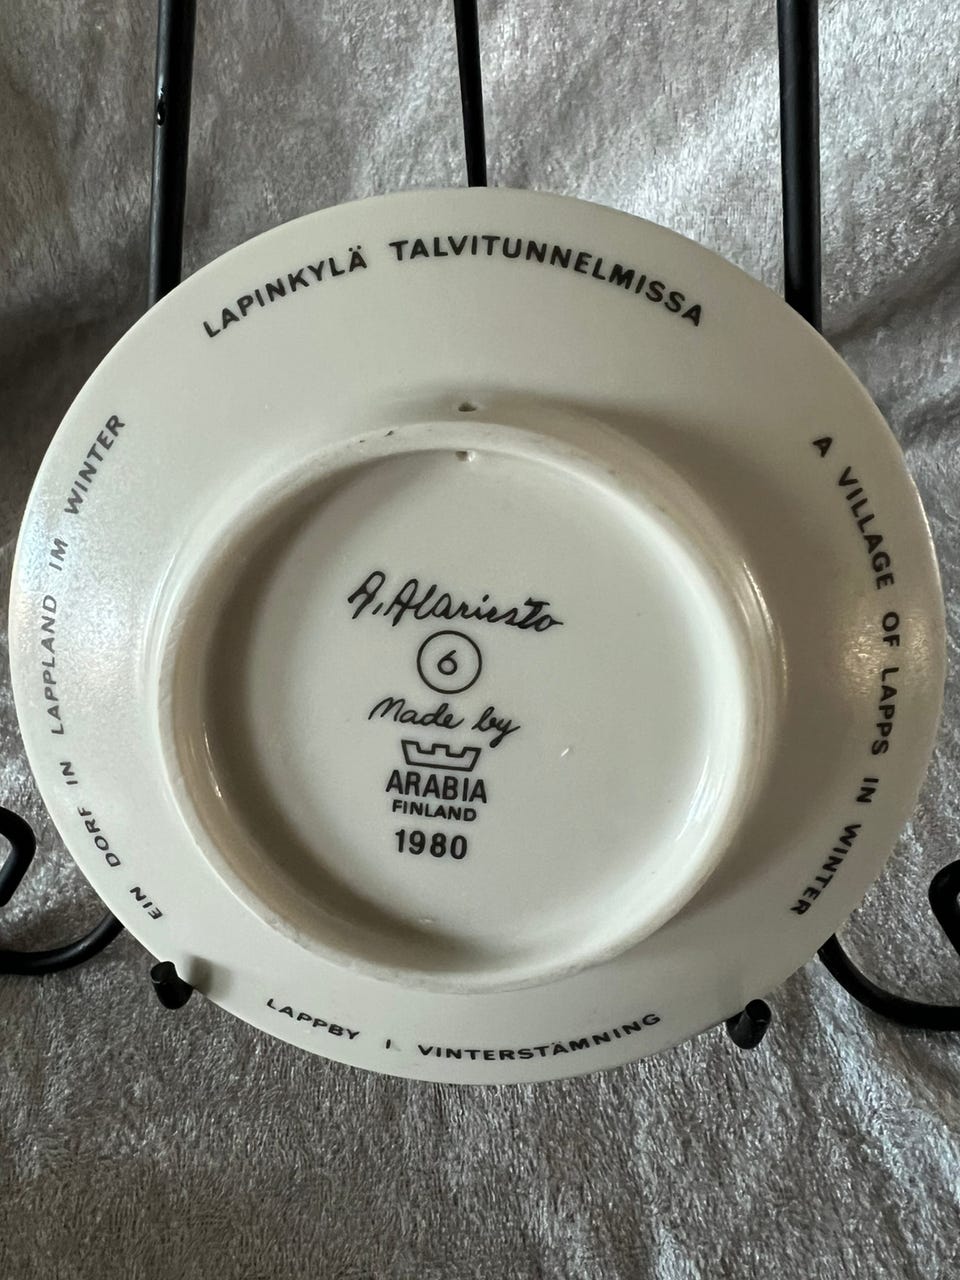 LAPINKYLÄ TALVITUNNELMISSA
A VILLAGE OF LAPPS IN WINTER
LAPPBY I VINTERSTÄMNING
EIN DORF IN LAPPLAND IM WINTER
A. Alariesto
6
Made by
ARABIA
FINLAND
1980